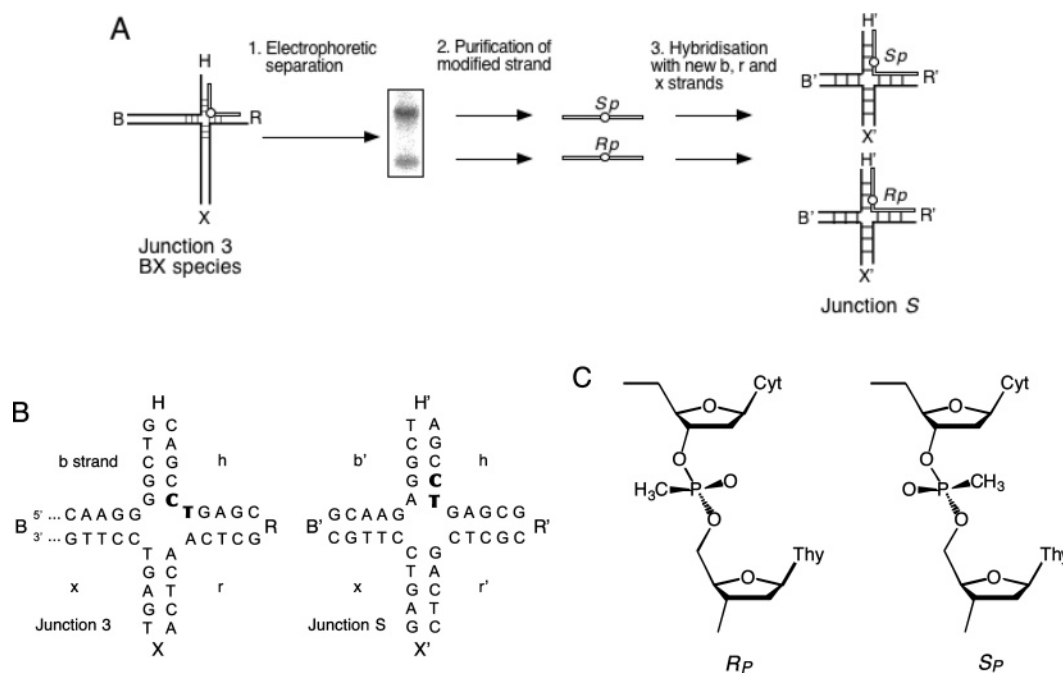 A
1. Electrophoretic
separation
2. Purification of
modified strand
3. Hybridisation
with new b, r and
x strands
H
B
R
X
Junction 3
BX species
Sp
Rp
H'
Sp
B'
R'
X'
H'
Rp
B'
R'
X'
Junction S
B
H
G C
T A
C G
G C
G C
b strand
h
B 5' ... C A A G G
T G A G C
3' ... G T T C C
A C T C G
R
T A
G C
A T
G C
T A
x
r
Junction 3
X
H'
T A
C G
G C
G C
A T
b'
h
B'
G C A A G
G A G C G
C G T T C
C T C G C
R'
C G
T A
G C
A T
G C
x
r'
Junction S
X'
C
Cyt
O
O
H₃C P O
O
Thy
O
RP
Cyt
O
O
O P CH₃
O
Thy
O
SP